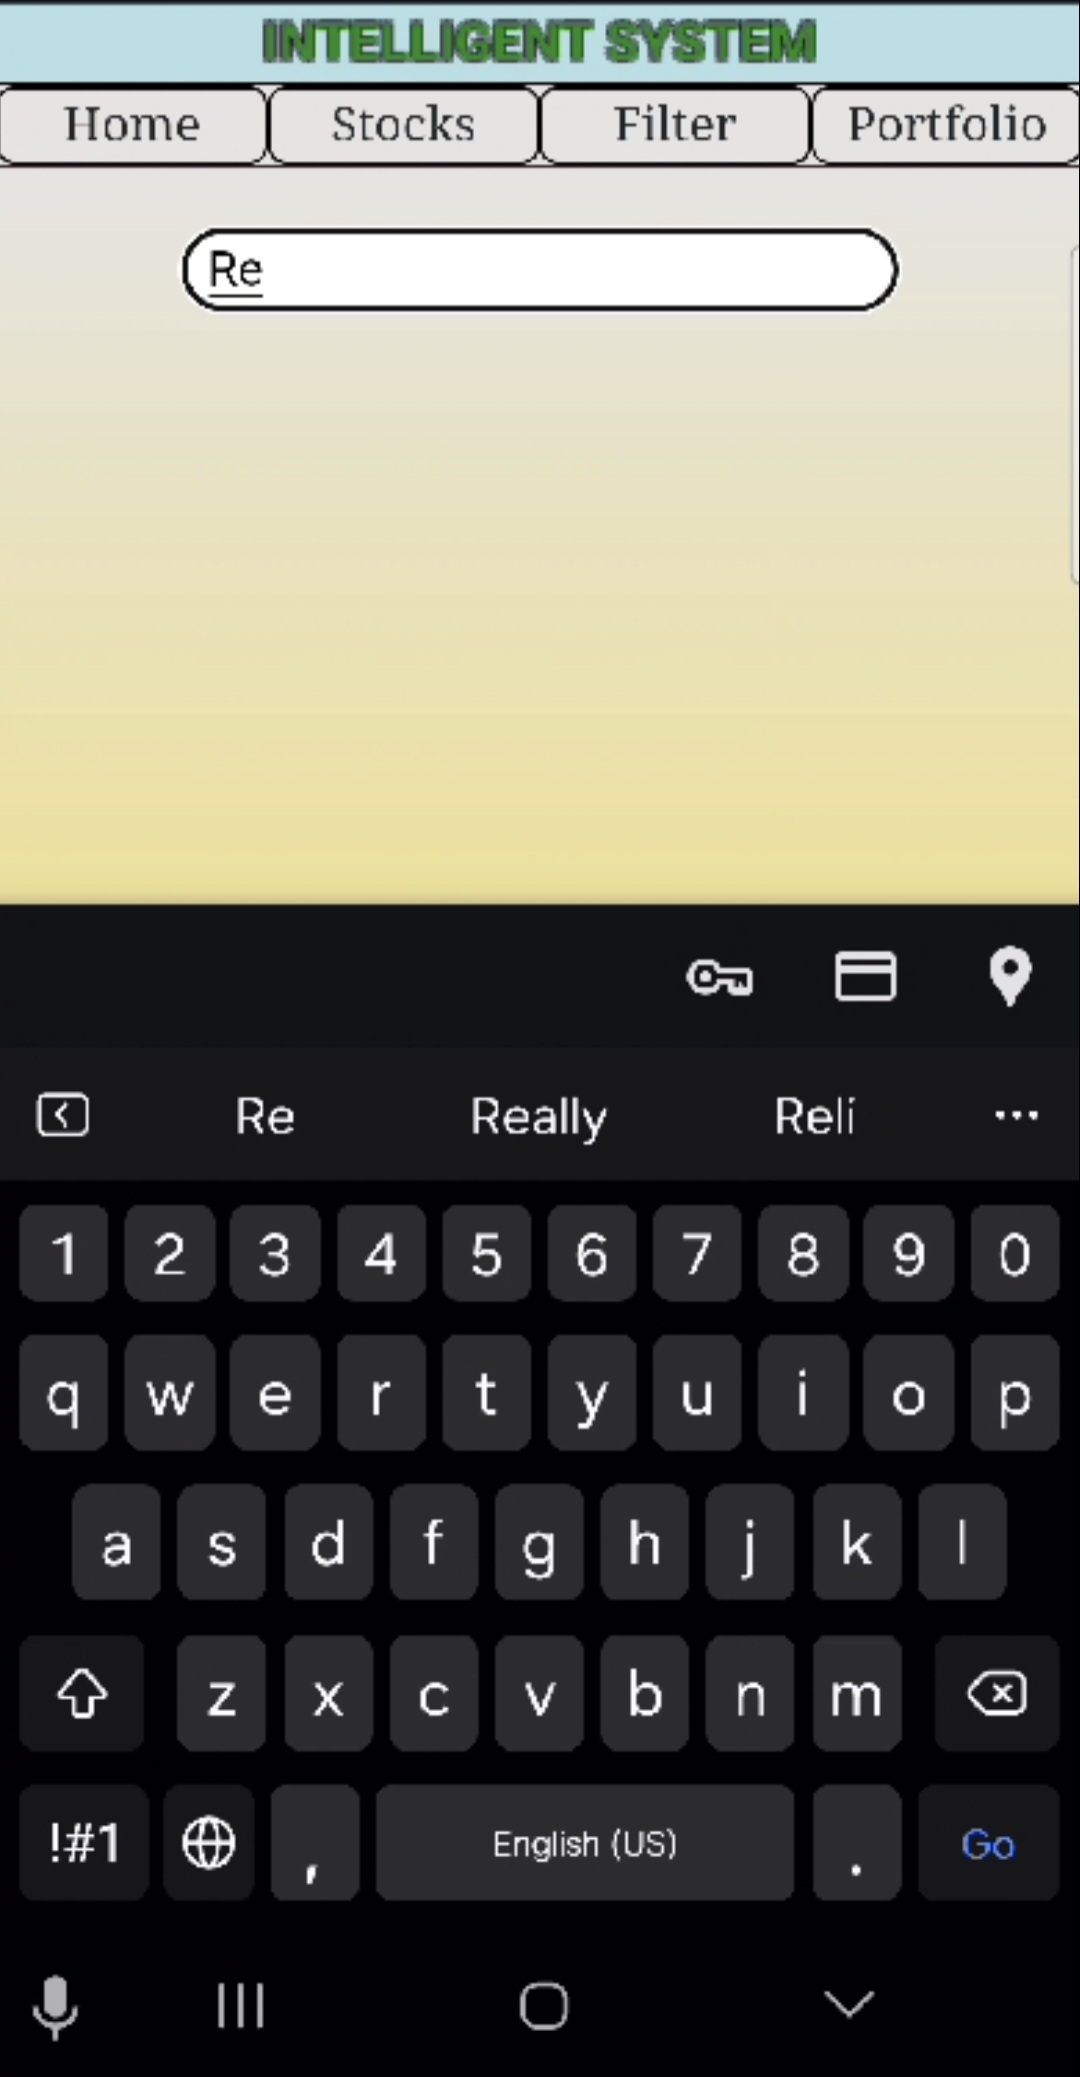 INTELLIGENT SYSTEM
Home Stocks Filter Portfolio
Re
Re Really Reli ...
1 2 3 4 5 6 7 8 9 0
q w e r t y u i o p
a s d f g h j k l
z x c v b n m
!#1 , English (US) . Go